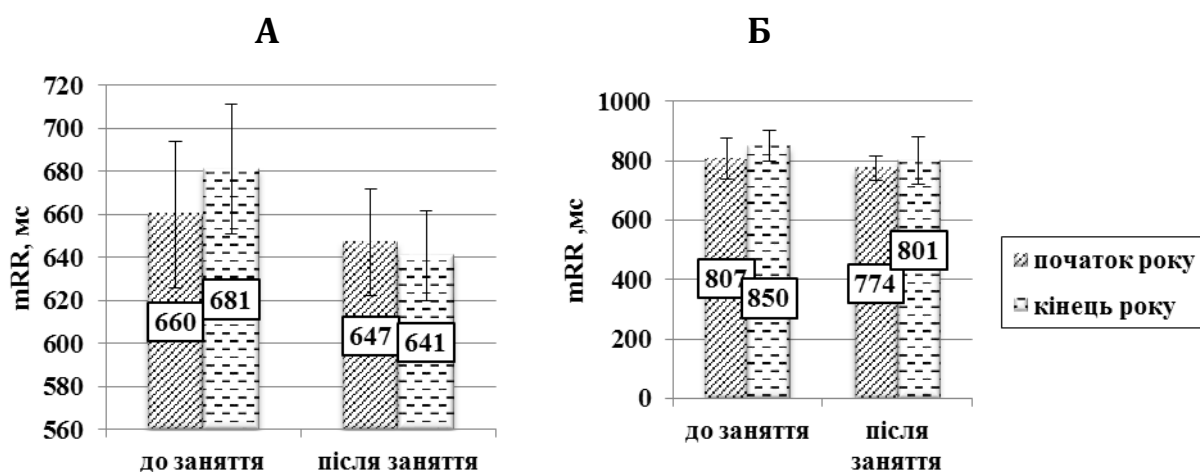 А
Б
mRR, мс
720
700
680
660
640
620
600
580
560
660
681
647
641
до заняття
після заняття
mRR ,мс
1000
800
600
400
200
0
807
850
774
801
до заняття
після
заняття
початок року
кінець року